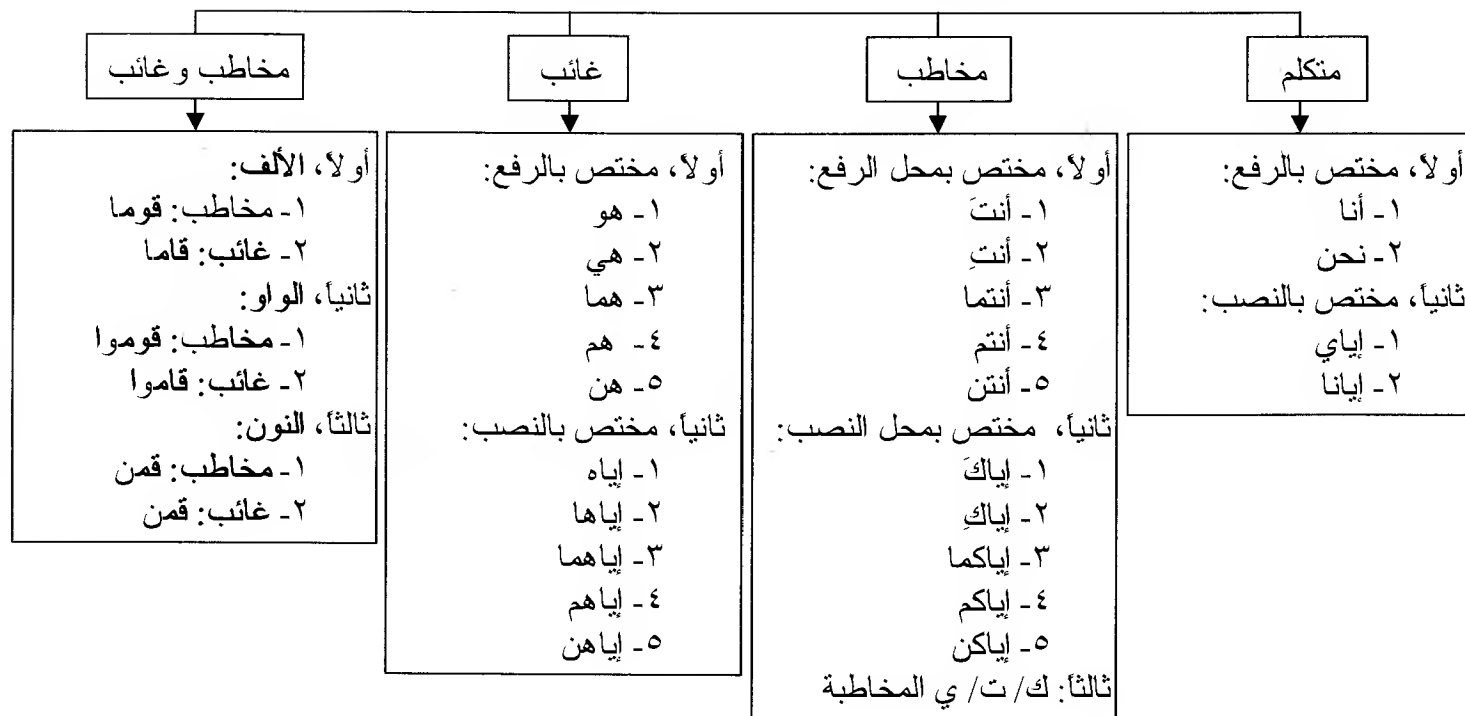 متكلم
أولاً، مختص بالرفع:
١- أنا
٢- نحن
ثانياً، مختص بالنصب:
١- إياي
٢- إيانا
مخاطب
أولاً، مختص بمحل الرفع:
١- أنتَ
٢- أنتِ
٣- أنتما
٤- أنتم
٥- أنتن
ثانياً، مختص بمحل النصب:
١- إياكَ
٢- إياكِ
٣- إياكما
٤- إياكم
٥- إياكن
ثالثاً: ك/ ت/ ي المخاطبة
غائب
أولاً، مختص بالرفع:
١- هو
٢- هي
٣- هما
٤- هم
٥- هن
ثانياً، مختص بالنصب:
١- إياه
٢- إياها
٣- إياهما
٤- إياهم
٥- إياهن
مخاطب وغائب
أولاً، الألف:
١- مخاطب: قوما
٢- غائب: قاما
ثانياً، الواو:
١- مخاطب: قوموا
٢- غائب: قاموا
ثالثاً، النون:
١- مخاطب: قمن
٢- غائب: قمن